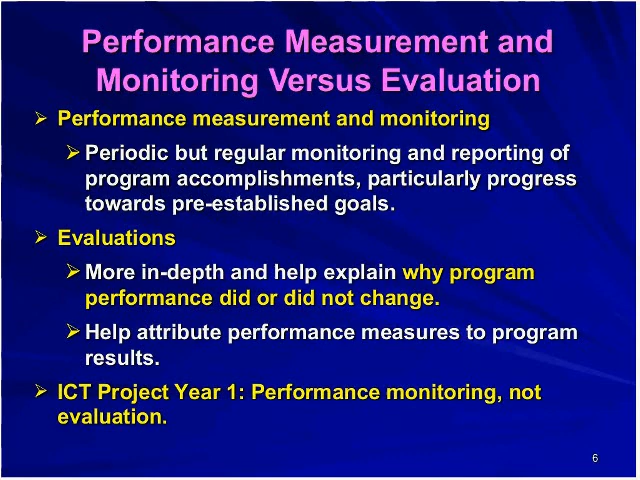 Performance Measurement and
Monitoring Versus Evaluation
Performance measurement and monitoring
Periodic but regular monitoring and reporting of
program accomplishments, particularly progress
towards pre-established goals.
Evaluations
More in-depth and help explain why program
performance did or did not change.
Help attribute performance measures to program
results.
ICT Project Year 1: Performance monitoring, not
evaluation.
6